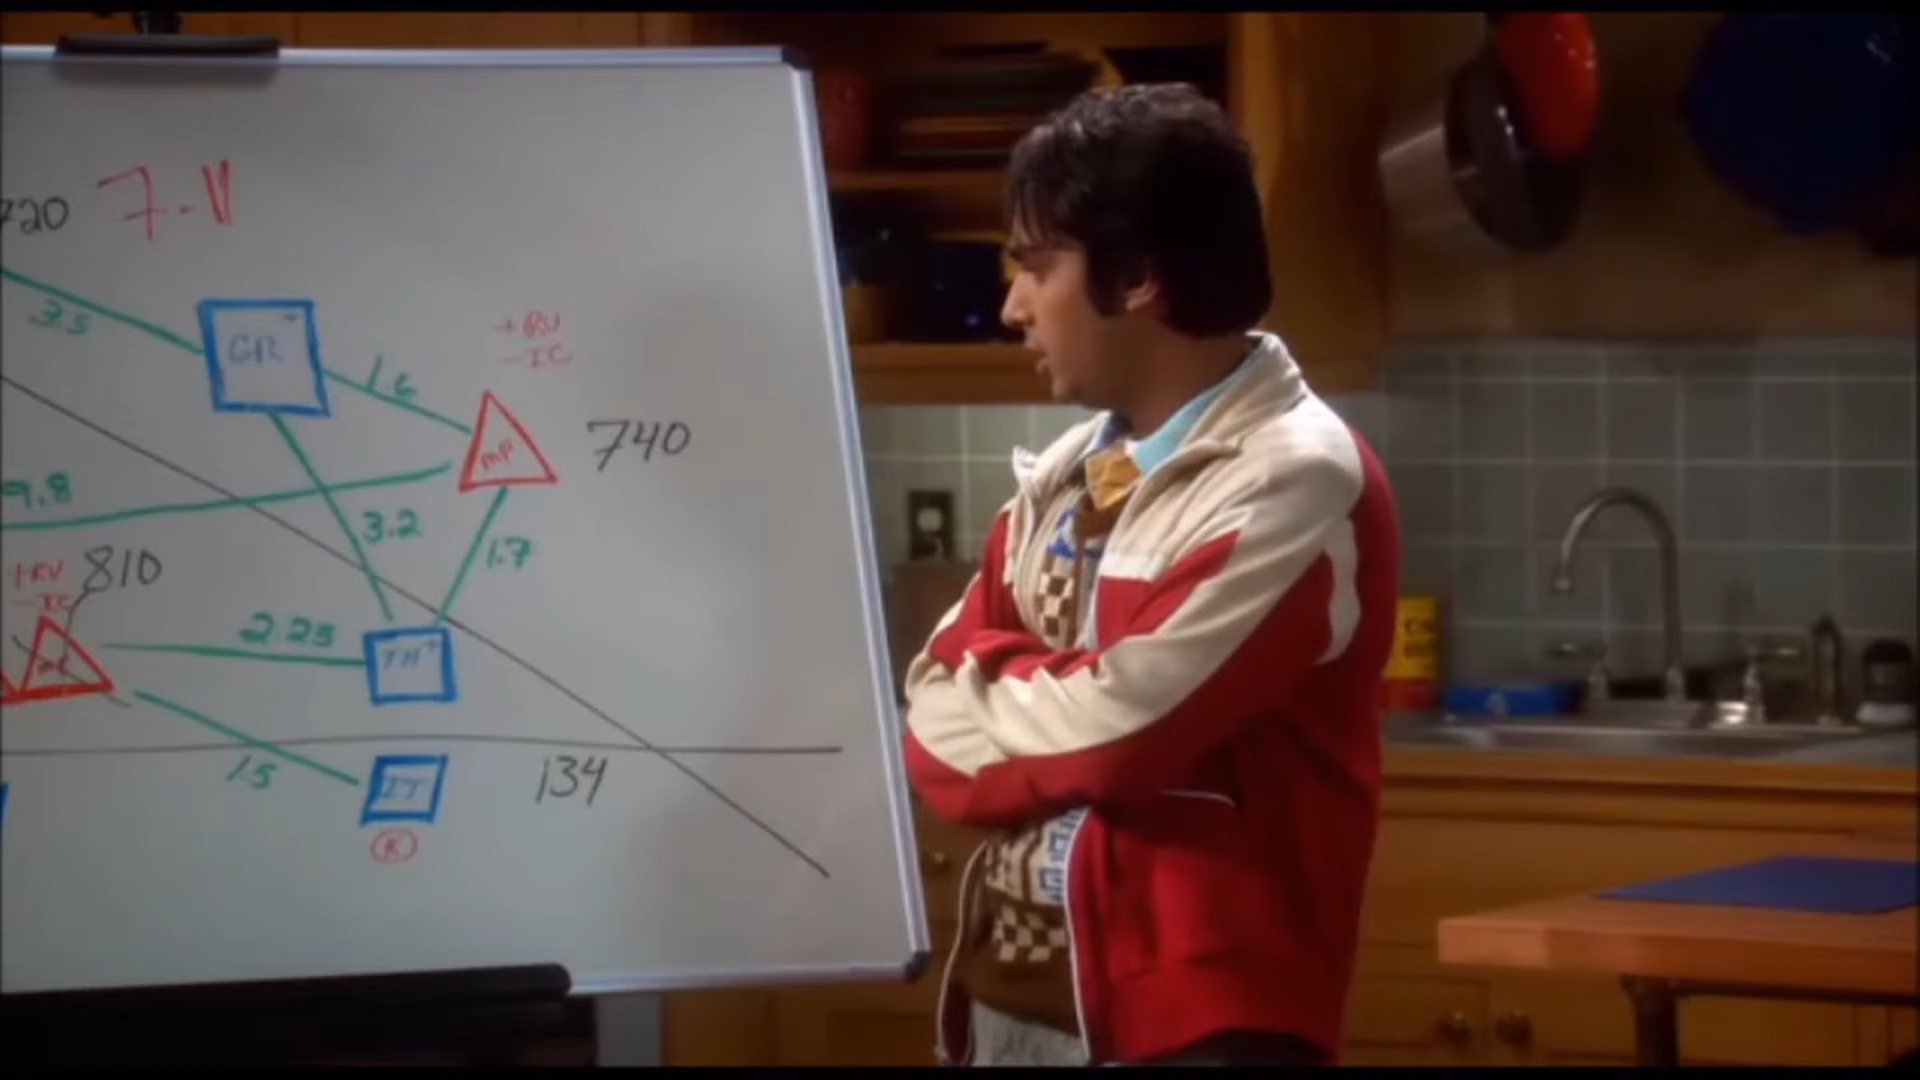 720 7-11
3.5
GR+
1.6
+RV
-IC
MP
740
9.8
3.2
1.7
+RV
-IC
810
2.25
TH+
1.5
IT
134
K